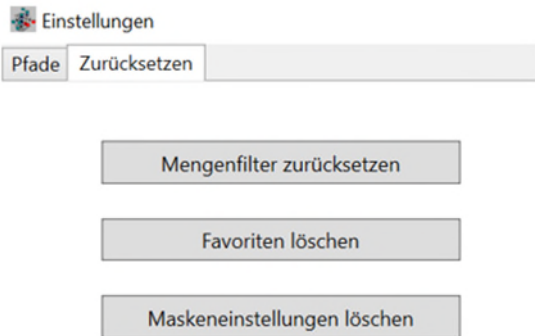 Einstellungen
Pfade Zurücksetzen
Mengenfilter zurücksetzen
Favoriten löschen
Maskeneinstellungen löschen